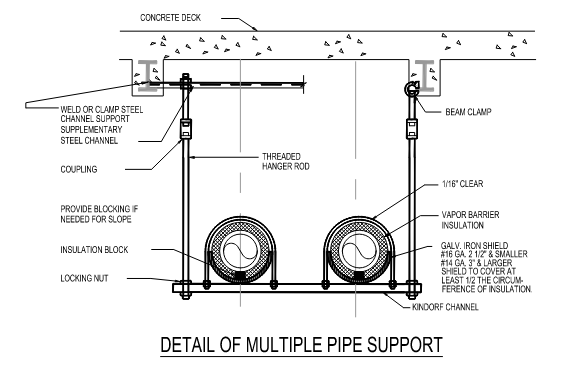 CONCRETE DECK
WELD OR CLAMP STEEL
CHANNEL SUPPORT
SUPPLEMENTARY
STEEL CHANNEL
BEAM CLAMP
COUPLING
THREADED
HANGER ROD
1/16" CLEAR
PROVIDE BLOCKING IF
NEEDED FOR SLOPE
VAPOR BARRIER
INSULATION
INSULATION BLOCK
GALV. IRON SHIELD
#16 GA. 2 1/2" & SMALLER
#14 GA. 3" & LARGER
SHIELD TO COVER AT
LEAST 1/2 THE CIRCUM-
FERENCE OF INSULATION.
LOCKING NUT
KINDORF CHANNEL
DETAIL OF MULTIPLE PIPE SUPPORT